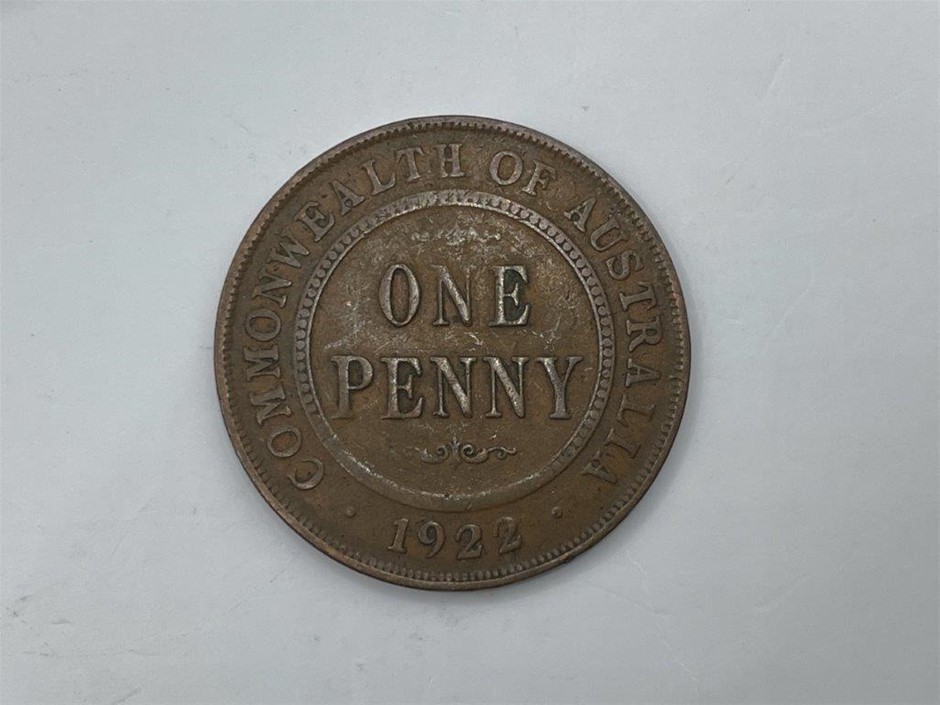 COMMONWEALTH OF AUSTRALIA
ONE
PENNY
· 1922 ·